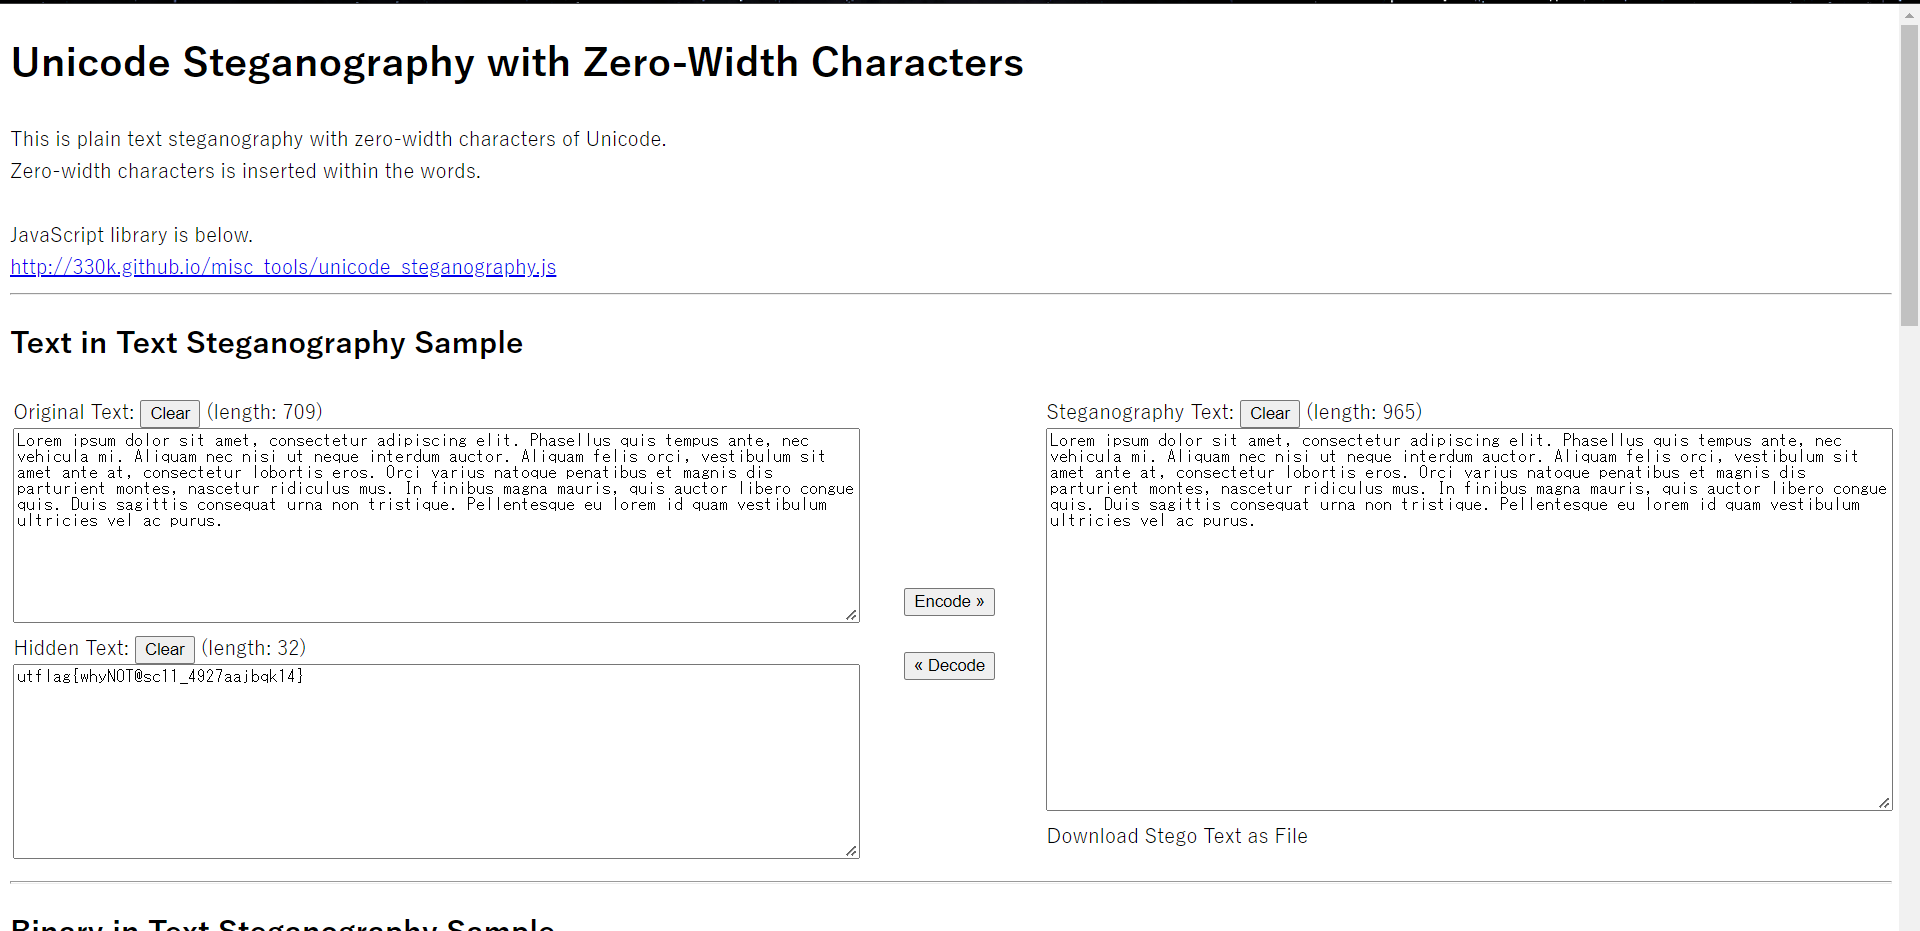 Unicode Steganography with Zero-Width Characters
This is plain text steganography with zero-width characters of Unicode.
Zero-width characters is inserted within the words.
JavaScript library is below.
http://330k.github.io/misc_tools/unicode_steganography.js
Text in Text Steganography Sample
Original Text: Clear (length: 709)
Lorem ipsum dolor sit amet, consectetur adipiscing elit. Phasellus quis tempus ante, nec
vehicula mi. Aliquam nec nisi ut neque interdum auctor. Aliquam felis orci, vestibulum sit
amet ante at, consectetur lobortis eros. Orci varius natoque penatibus et magnis dis
parturient montes, nascetur ridiculus mus. In finibus magna mauris, quis auctor libero congue
quis. Duis sagittis consequat urna non tristique. Pellentesque eu lorem id quam vestibulum
ultricies vel ac purus.
Hidden Text: Clear (length: 32)
utflag{whyNOT@sc11_4927aajbqk14}
Encode »
« Decode
Steganography Text: Clear (length: 965)
Lorem ipsum dolor sit amet, consectetur adipiscing elit. Phasellus quis tempus ante, nec
vehicula mi. Aliquam nec nisi ut neque interdum auctor. Aliquam felis orci, vestibulum sit
amet ante at, consectetur lobortis eros. Orci varius natoque penatibus et magnis dis
parturient montes, nascetur ridiculus mus. In finibus magna mauris, quis auctor libero congue
quis. Duis sagittis consequat urna non tristique. Pellentesque eu lorem id quam vestibulum
ultricies vel ac purus.
Download Stego Text as File
Binary in Text Steganography Sample